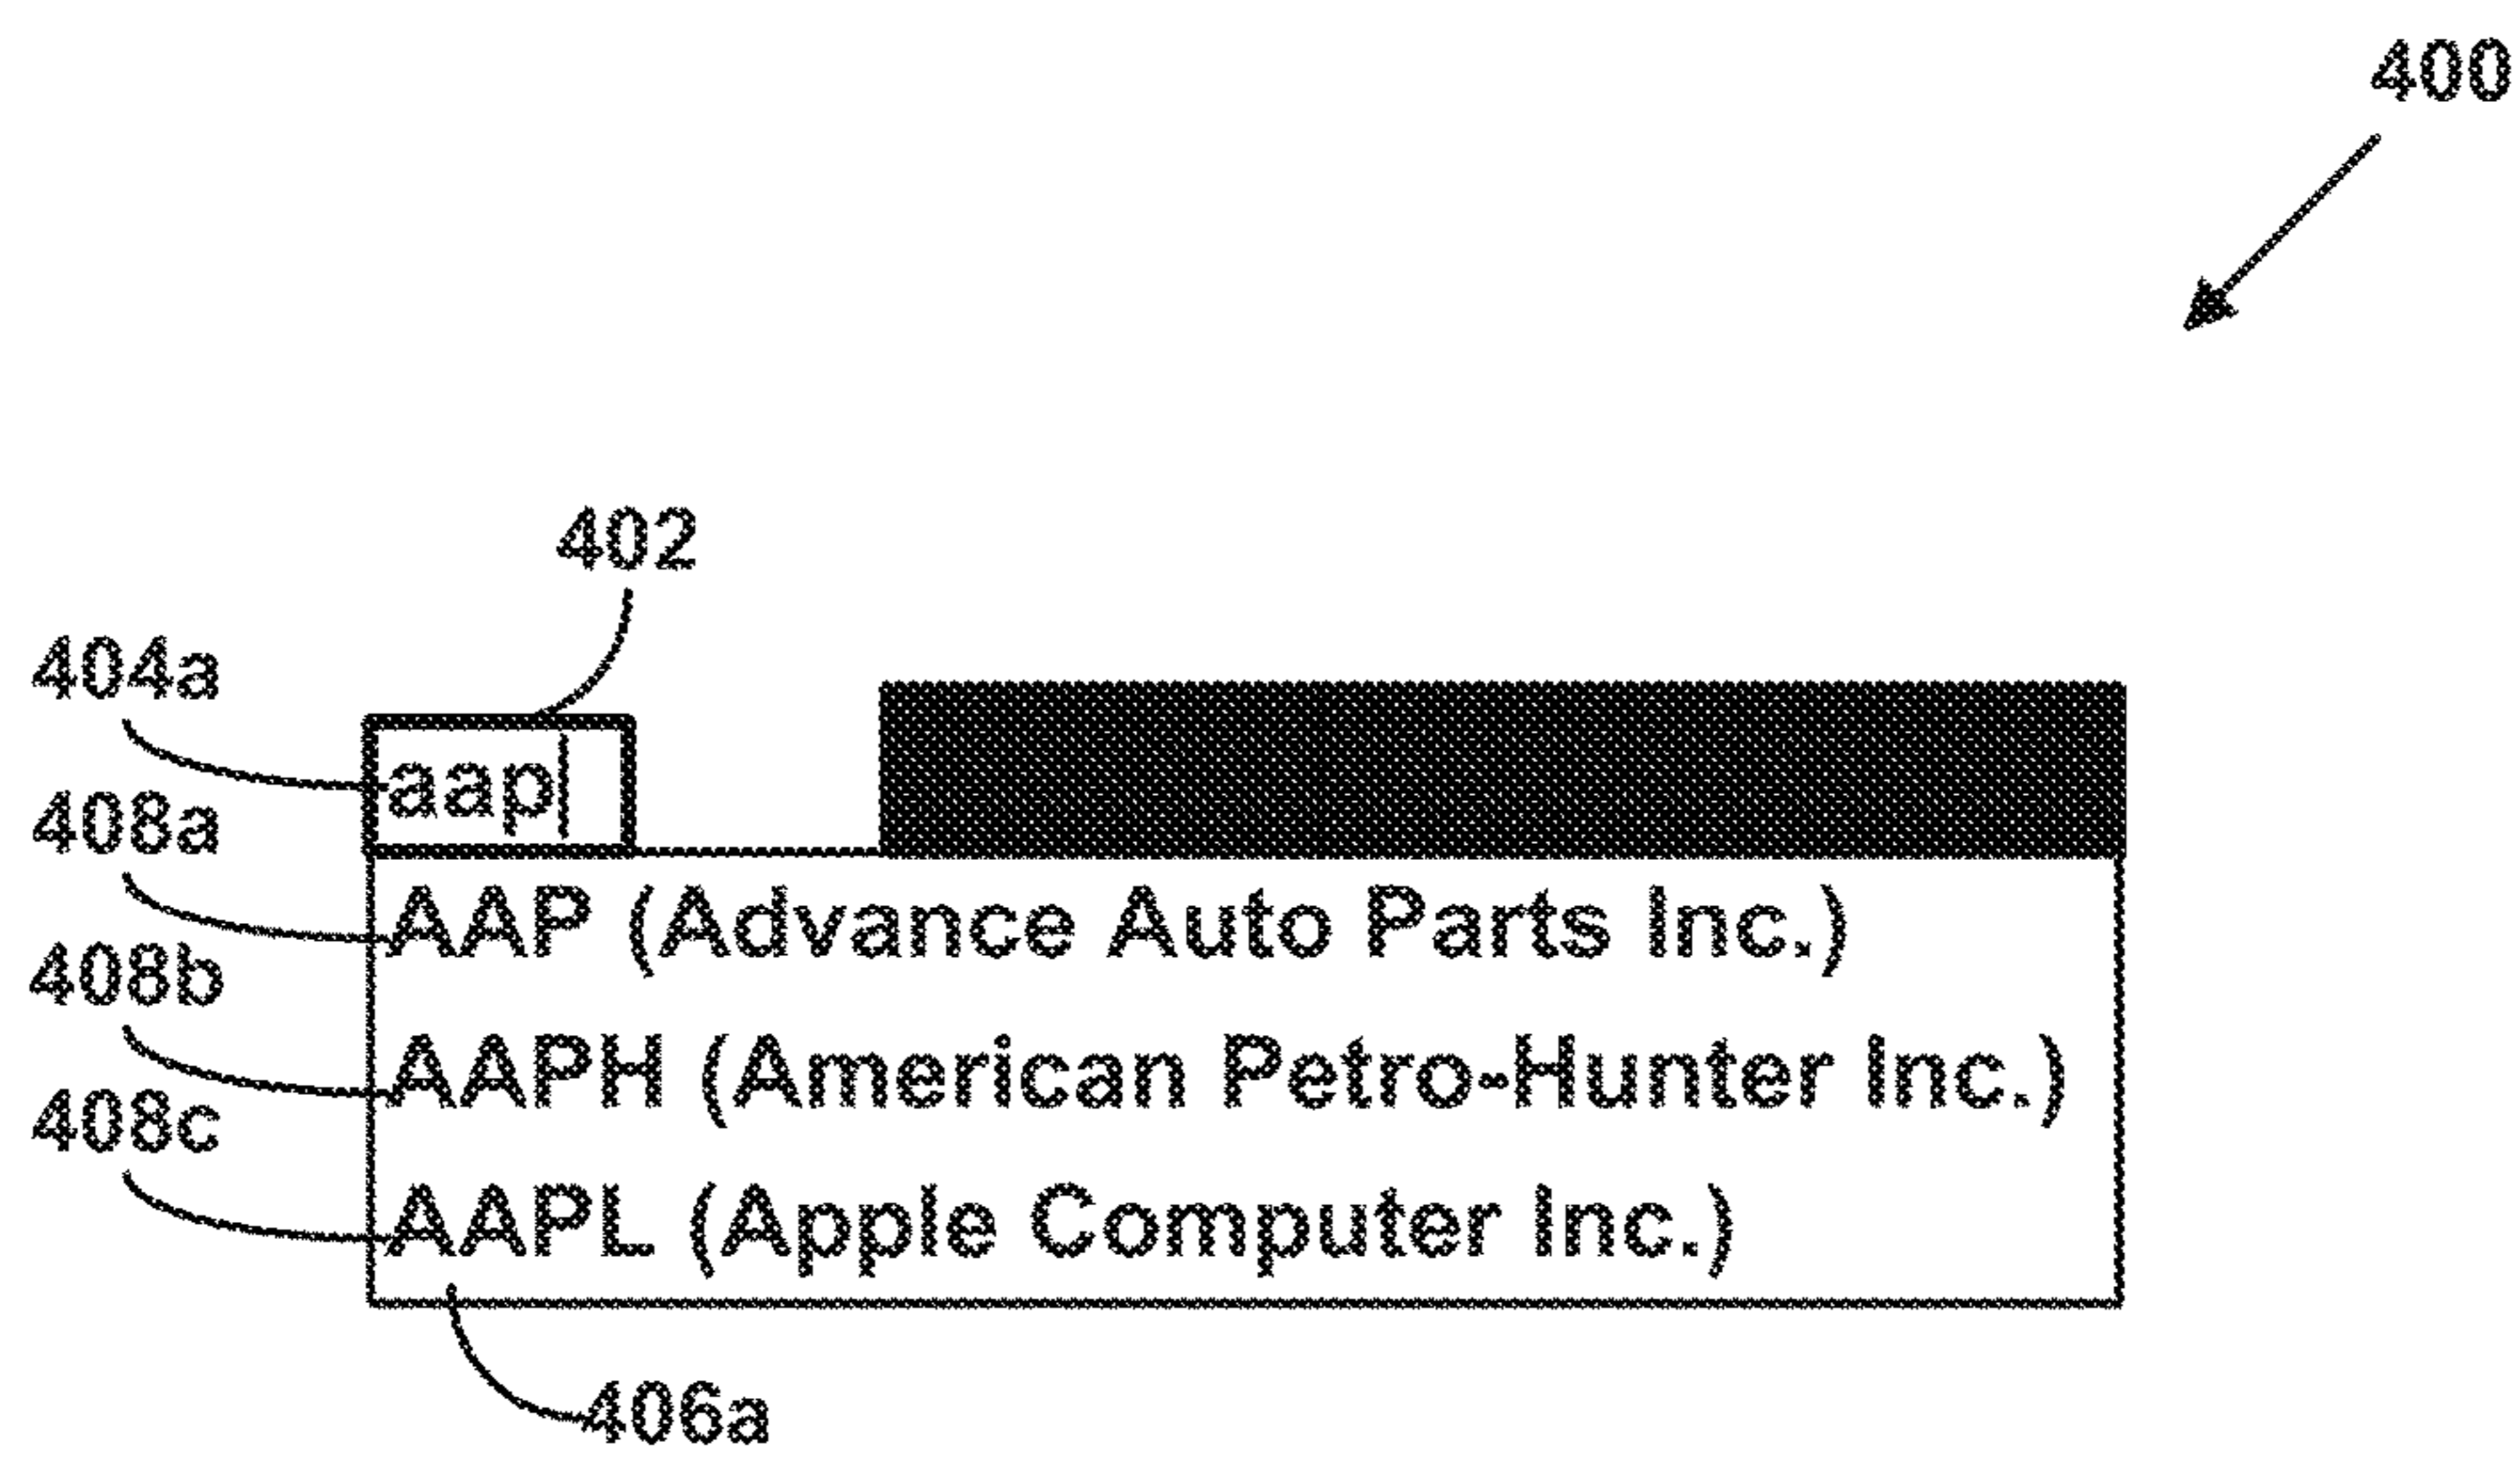 400
402
404a
aap
408a
AAP (Advance Auto Parts Inc.)
408b
AAPH (American Petro-Hunter Inc.)
408c
AAPL (Apple Computer Inc.)
406a